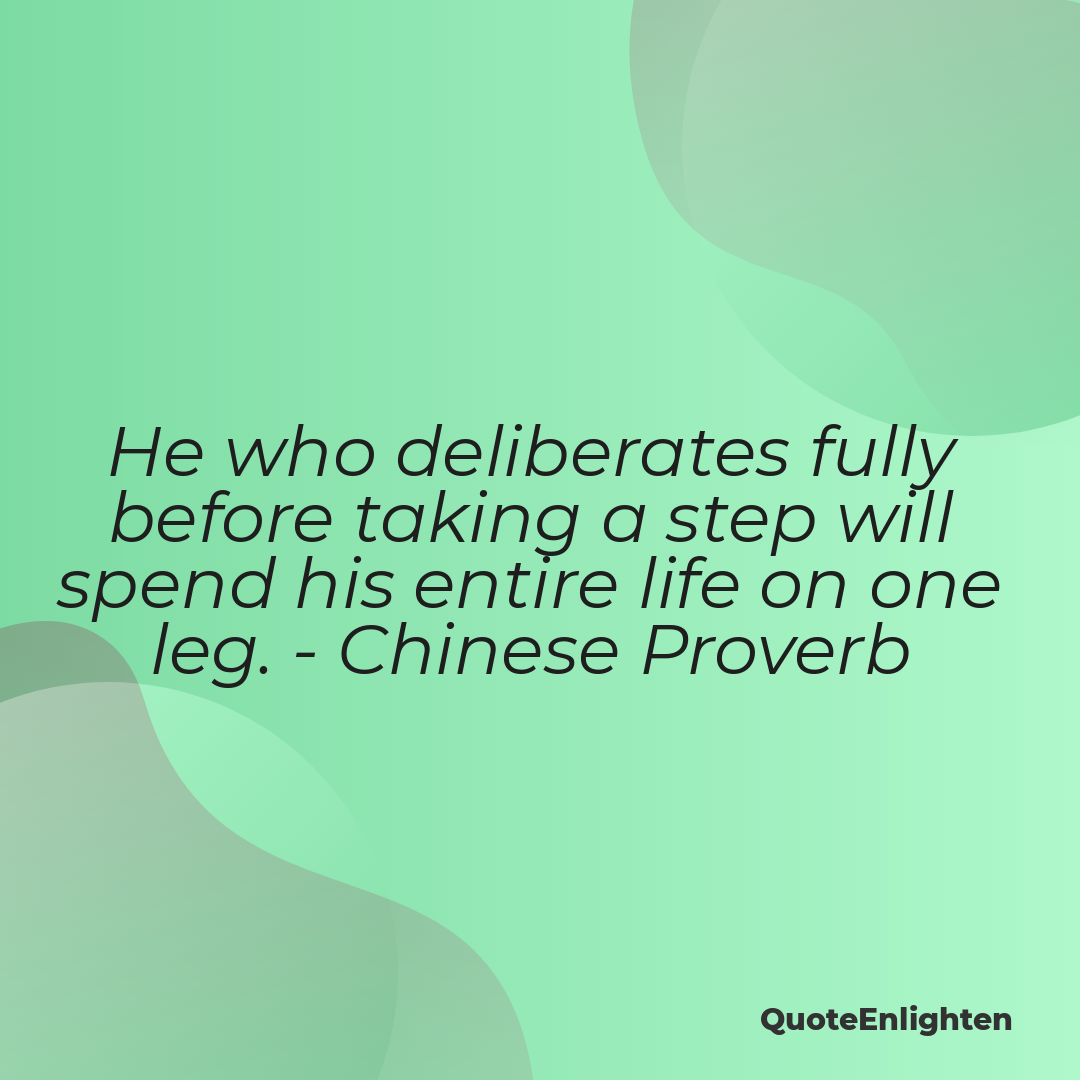 He who deliberates fully
before taking a step will
spend his entire life on one
leg. - Chinese Proverb
QuoteEnlighten